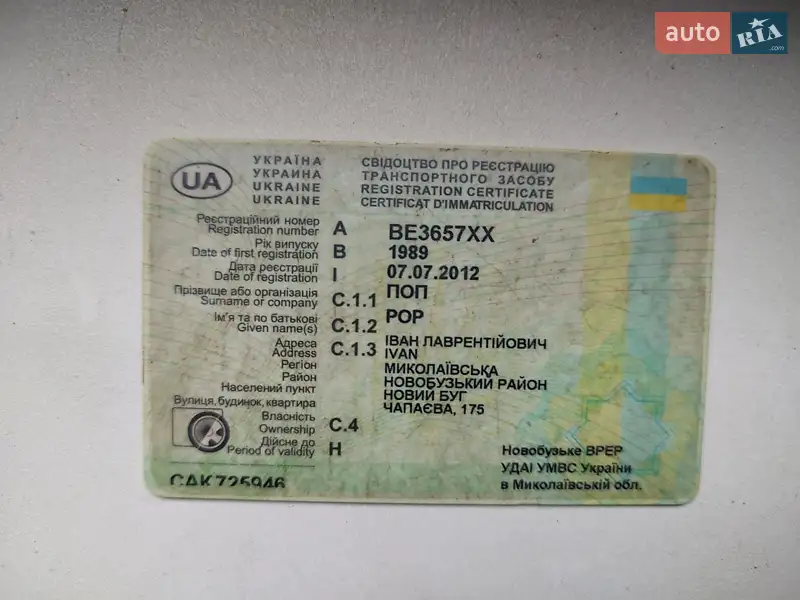 auto RIA .com
UA
УКРАЇНА
УКРАИНА
UKRAINE
UKRAINE
СВІДОЦТВО ПРО РЕЄСТРАЦІЮ
ТРАНСПОРТНОГО ЗАСОБУ
REGISTRATION CERTIFICATE
CERTIFICAT D'IMMATRICULATION
Реєстраційний номер
Registration number A BE3657XX
Рік випуску
Date of first registration B 1989
Дата реєстрації
Date of registration I 07.07.2012
Прізвище або організація
Surname or company C.1.1 ПОП
POP
Ім'я та по батькові
Given name(s) C.1.2 ІВАН ЛАВРЕНТІЙОВИЧ
IVAN
Адреса
Address C.1.3 МИКОЛАЇВСЬКА
Регіон
Район НОВОБУЗЬКИЙ РАЙОН
Населений пункт НОВИЙ БУГ
Вулиця, будинок, квартира ЧАПАЄВА, 175
Власність
Ownership C.4
Дійсне до
Period of validity H
САК725946
Новобузьке ВРЕР
УДАІ УМВС України
в Миколаївській обл.